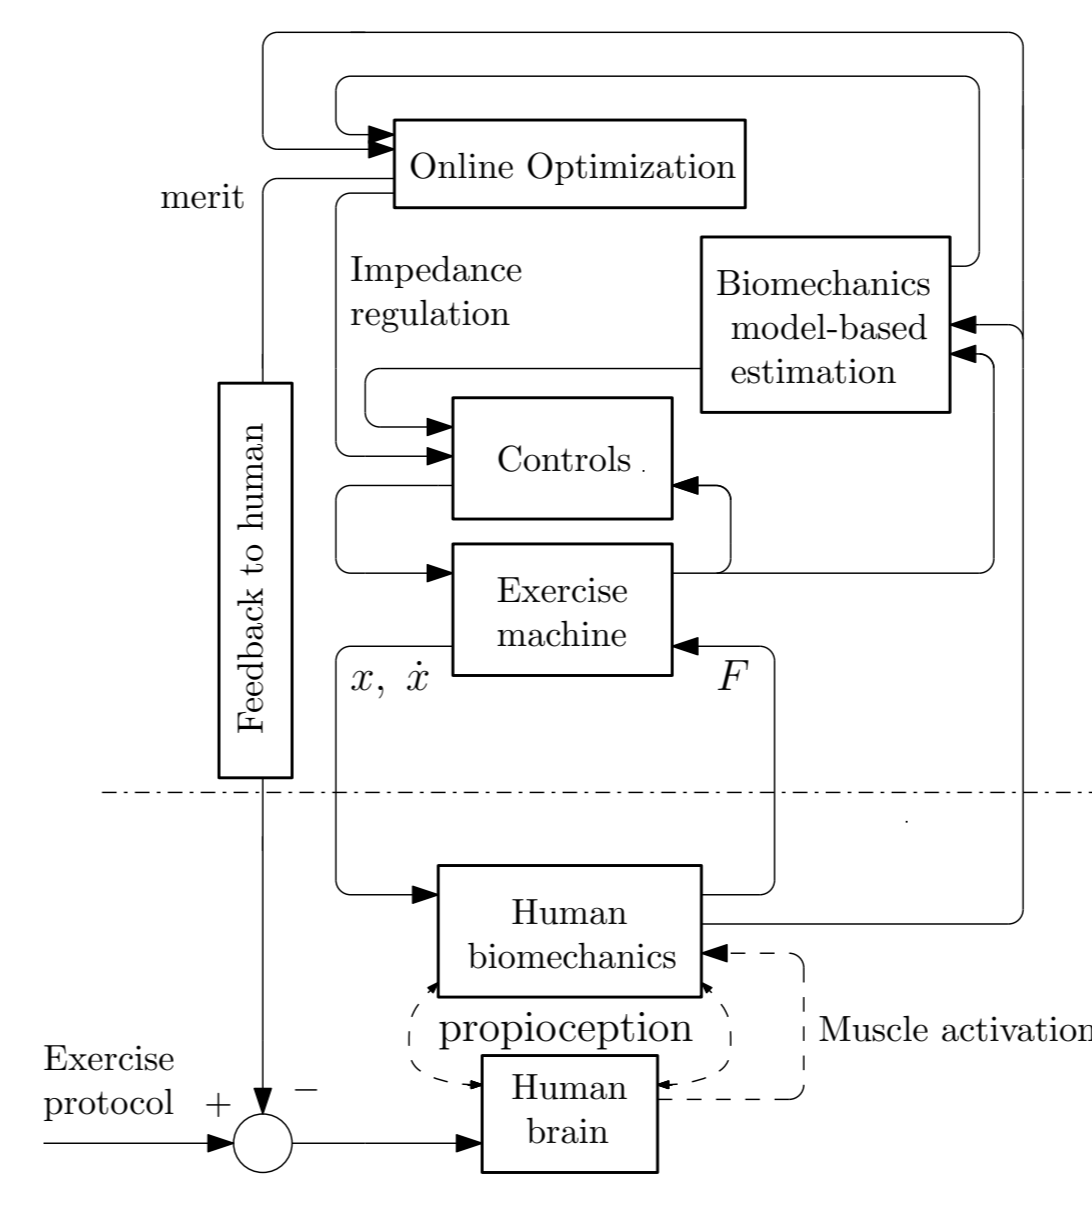 Online Optimization
merit
Impedance
regulation
Biomechanics
model-based
estimation
Controls
Feedback to human
Exercise
machine
x, ẋ
F
Human
biomechanics
propioception
Muscle activation
Exercise
protocol
+
−
Human
brain